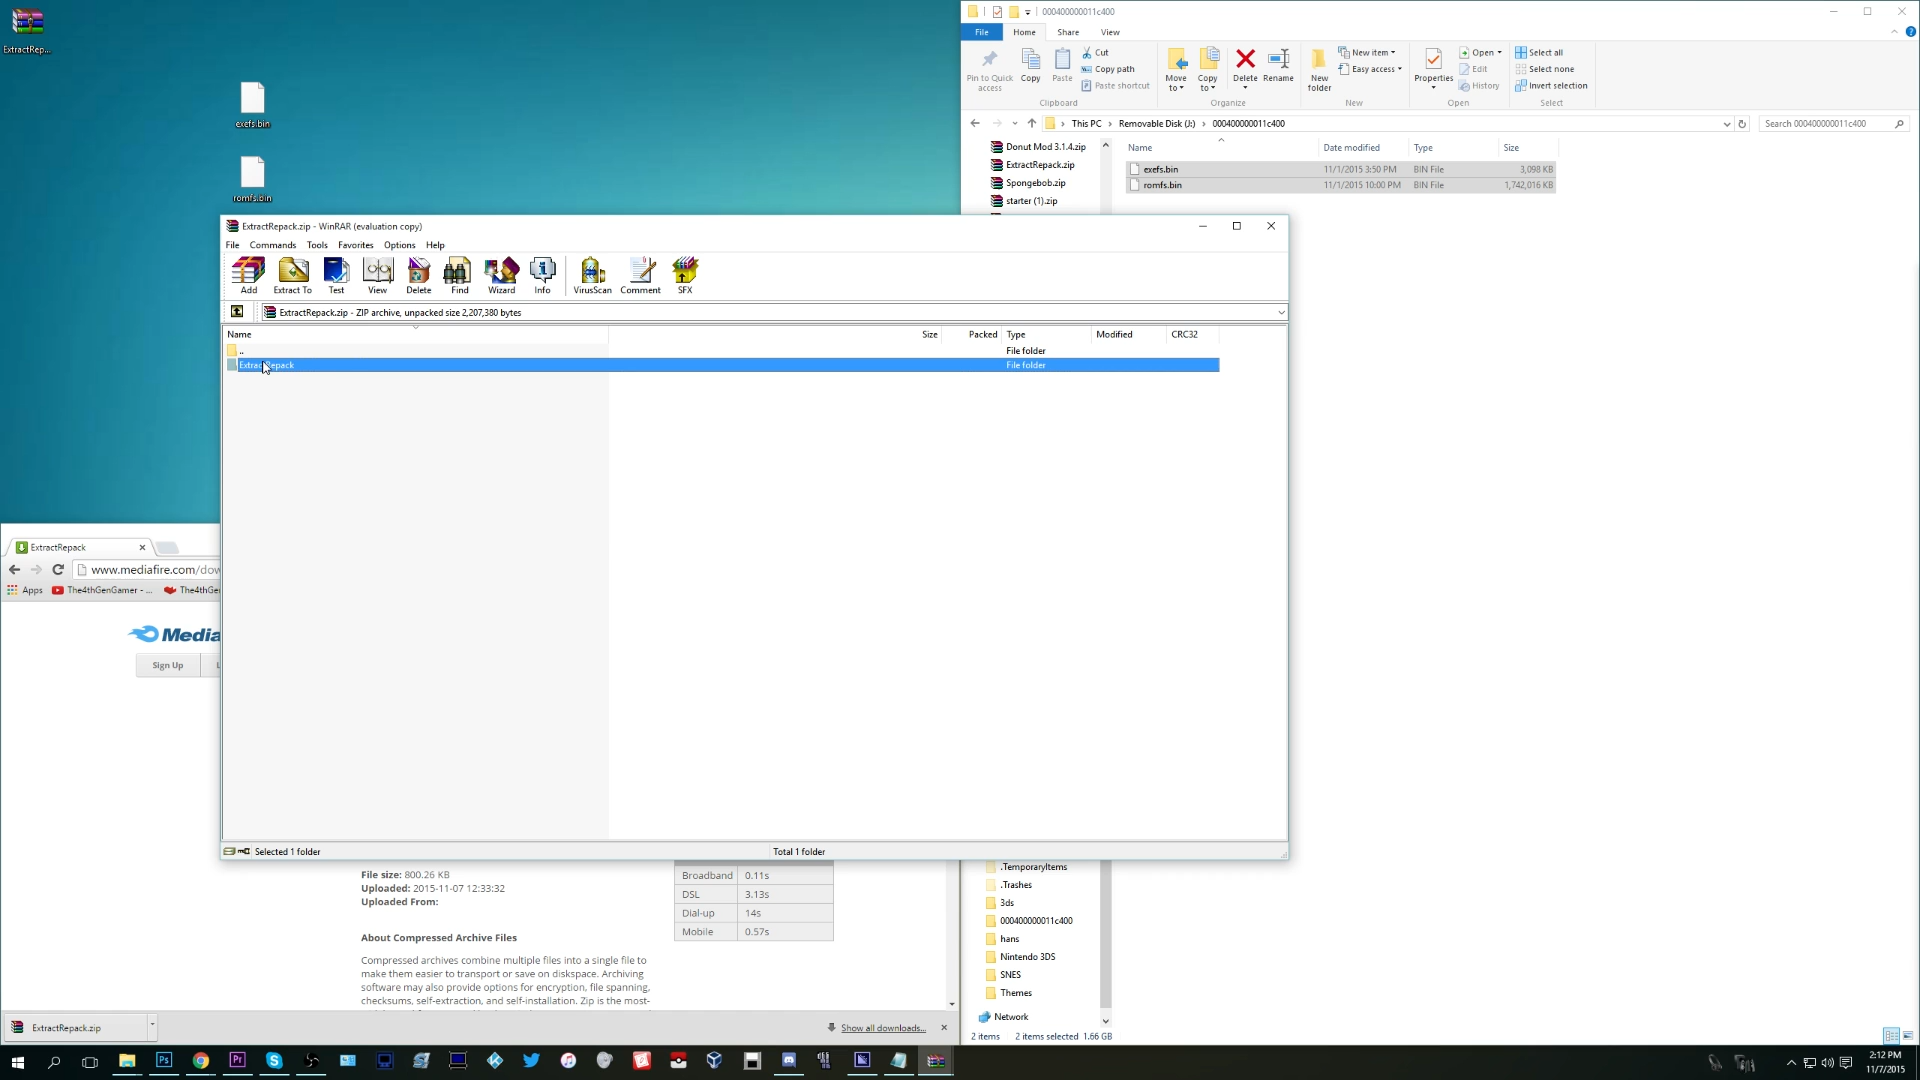 ExtractRep...
exefs.bin
romfs.bin
000400000011c400
File Home Share View
Pin to Quick access
Copy
Paste
Cut
Copy path
Paste shortcut
Clipboard
Move to
Copy to
Delete
Rename
Organize
New folder
New item
Easy access
New
Properties
Open
Edit
History
Open
Select all
Select none
Invert selection
Select
This PC > Removable Disk (J:) > 000400000011c400
Search 000400000011c400
Donut Mod 3.1.4.zip
ExtractRepack.zip
Spongebob.zip
starter (1).zip
Name Date modified Type Size
exefs.bin 11/1/2015 3:50 PM BIN File 3,098 KB
romfs.bin 11/1/2015 10:00 PM BIN File 1,742,016 KB
ExtractRepack.zip - WinRAR (evaluation copy)
File Commands Tools Favorites Options Help
Add Extract To Test View Delete Find Wizard Info VirusScan Comment SFX
ExtractRepack.zip - ZIP archive, unpacked size 2,207,380 bytes
Name Size Packed Type Modified CRC32
.. File folder
ExtractRepack File folder
Selected 1 folder
Total 1 folder
ExtractRepack
www.mediafire.com/dow
Apps The4thGenGamer - ... The4thGe
Media
Sign Up L
File size: 800.26 KB
Uploaded: 2015-11-07 12:33:32
Uploaded From:
About Compressed Archive Files
Compressed archives combine multiple files into a single file to
make them easier to transport or save on diskspace. Archiving
software may also provide options for encryption, file spanning,
checksums, self-extraction, and self-installation. Zip is the most-
Broadband 0.11s
DSL 3.13s
Dial-up 14s
Mobile 0.57s
ExtractRepack.zip
Show all downloads...
.TemporaryItems
.Trashes
3ds
000400000011c400
hans
Nintendo 3DS
SNES
Themes
Network
2 items 2 items selected 1.66 GB
Ps
Pr
2:12 PM
11/7/2015